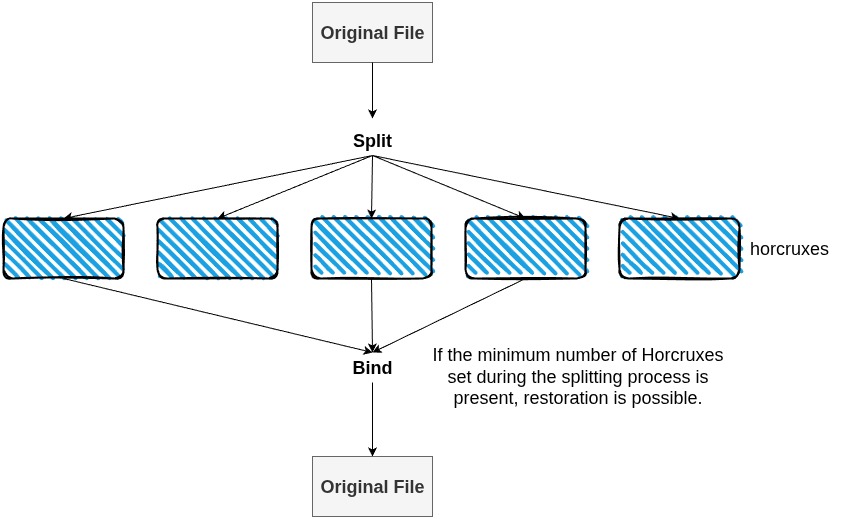 Original File
Split
horcruxes
If the minimum number of Horcruxes
set during the splitting process is
present, restoration is possible.
Bind
Original File